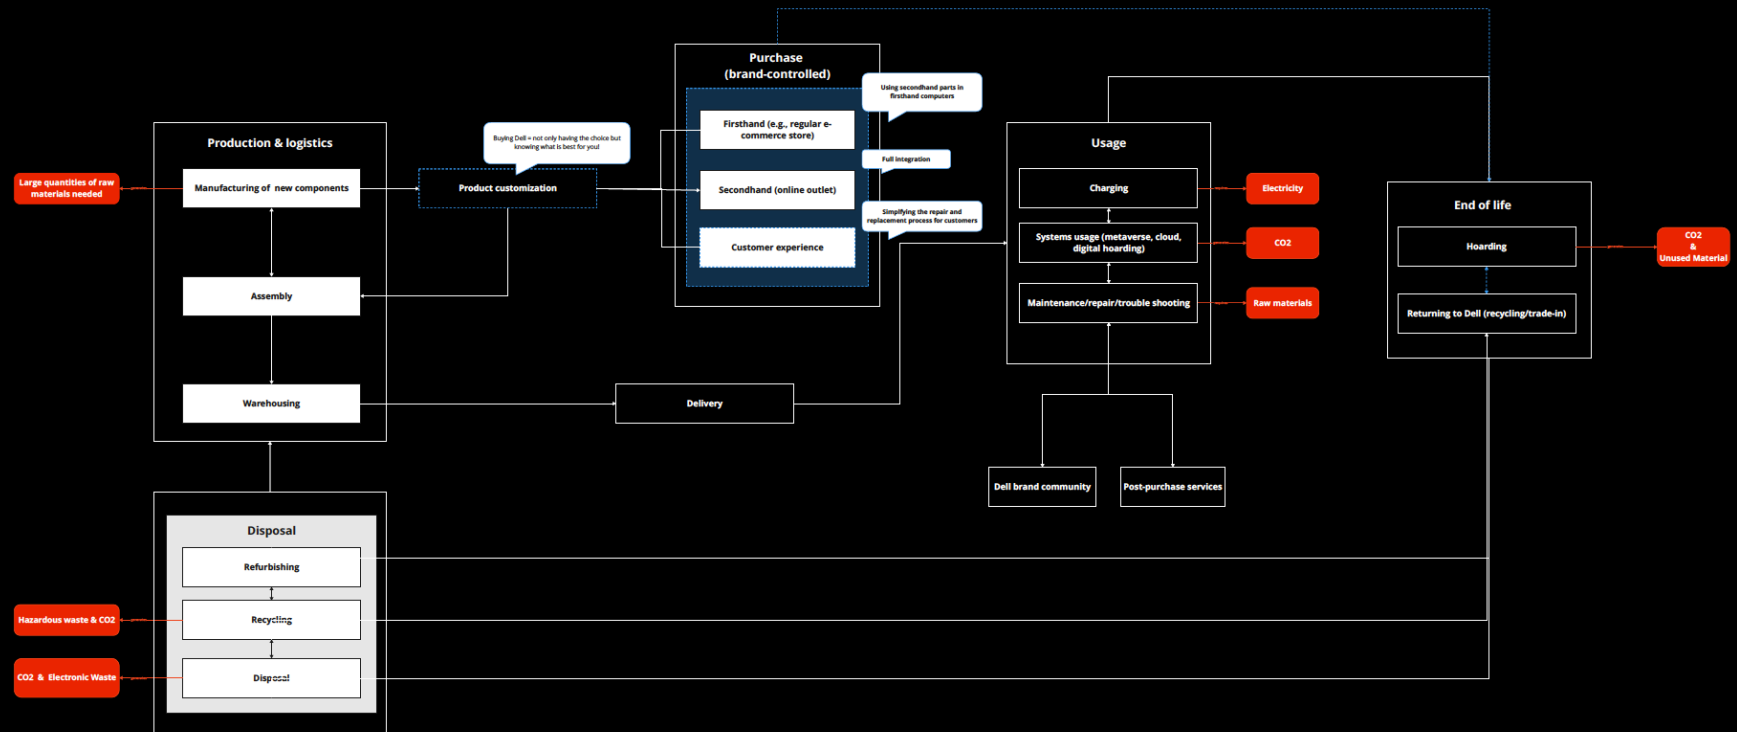 Purchase
(brand-controlled)
Using secondhand parts in
firsthand computers
Firsthand (e.g., regular e-
commerce store)
Full integration
Secondhand (online outlet)
Simplifying the repair and
replacement process for customers
Customer experience
Buying Dell = not only having the choice but
knowing what is best for you!
Product customization
Production & logistics
Large quantities of raw
materials needed
Manufacturing of new components
Assembly
Warehousing
Delivery
Usage
Charging
Electricity
Systems usage (metaverse, cloud,
digital hoarding)
CO2
Maintenance/repair/trouble shooting
Raw materials
Dell brand community
Post-purchase services
End of life
Hoarding
CO2
&
Unused Material
Returning to Dell (recycling/trade-in)
Disposal
Refurbishing
Hazardous waste & CO2
Recycling
CO2 & Electronic Waste
Disposal